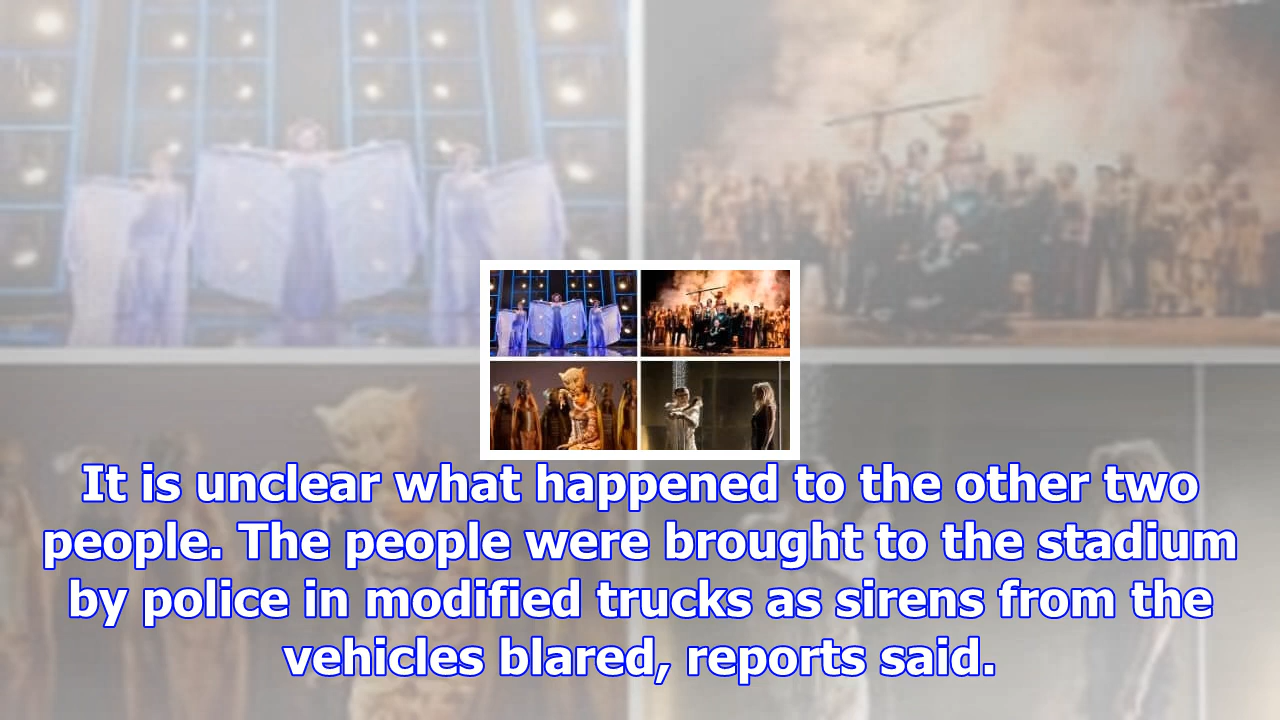 It is unclear what happened to the other two
people. The people were brought to the stadium
by police in modified trucks as sirens from the
vehicles blared, reports said.